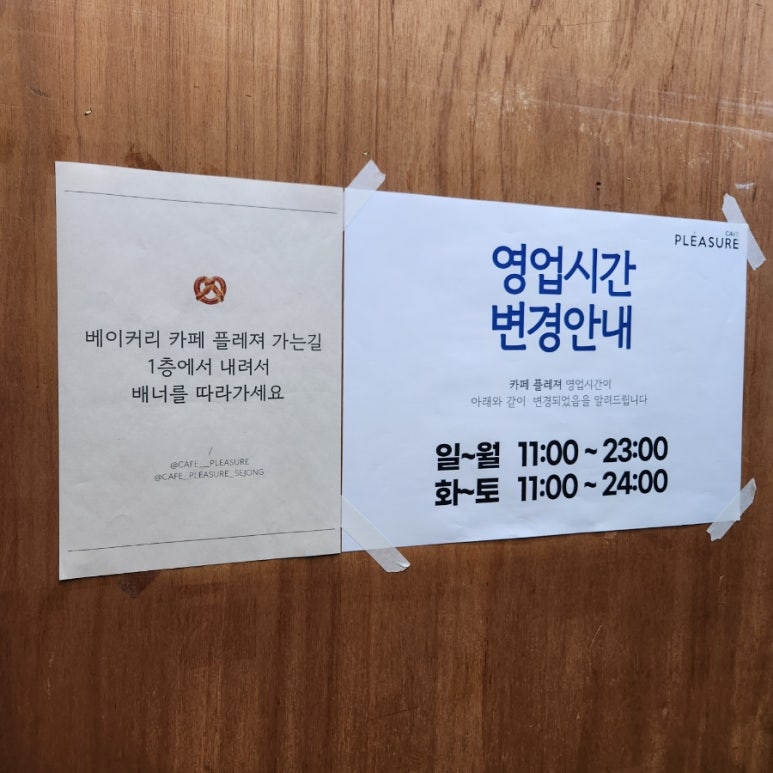 베이커리 카페 플레져 가는길
1층에서 내려서
배너를 따라가세요
/
@CAFE__PLEASURE
@CAFE_PLEASURE_SEJONG
CAFE
PLÉASURE
영업시간
변경안내
카페 플레져 영업시간이
아래와 같이 변경되었음을 알려드립니다
일~월 11:00 ~ 23:00
화~토 11:00 ~ 24:00